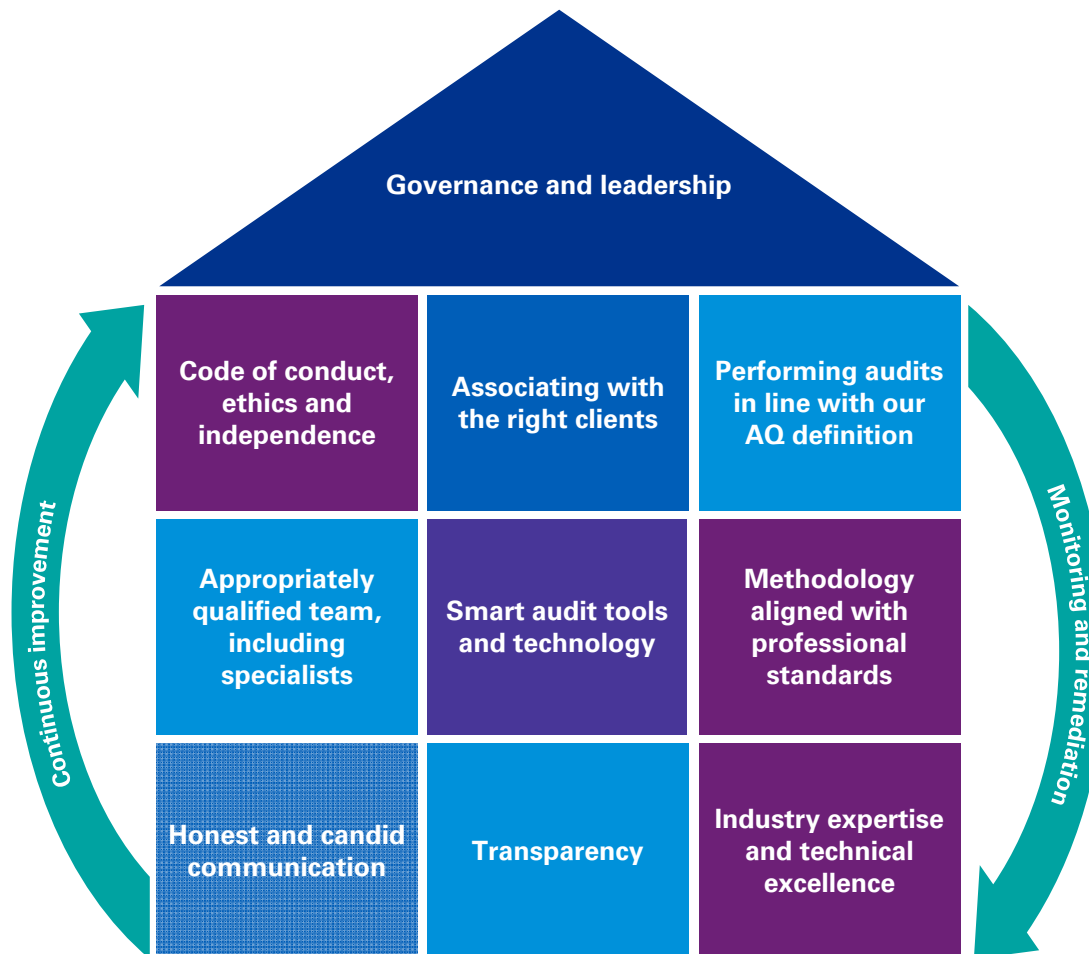 Governance and leadership
Code of conduct,
ethics and
independence
Associating with
the right clients
Performing audits
in line with our
AQ definition
Appropriately
qualified team,
including
specialists
Smart audit tools
and technology
Methodology
aligned with
professional
standards
Honest and candid
communication
Transparency
Industry expertise
and technical
excellence
Continuous improvement
Monitoring and remediation